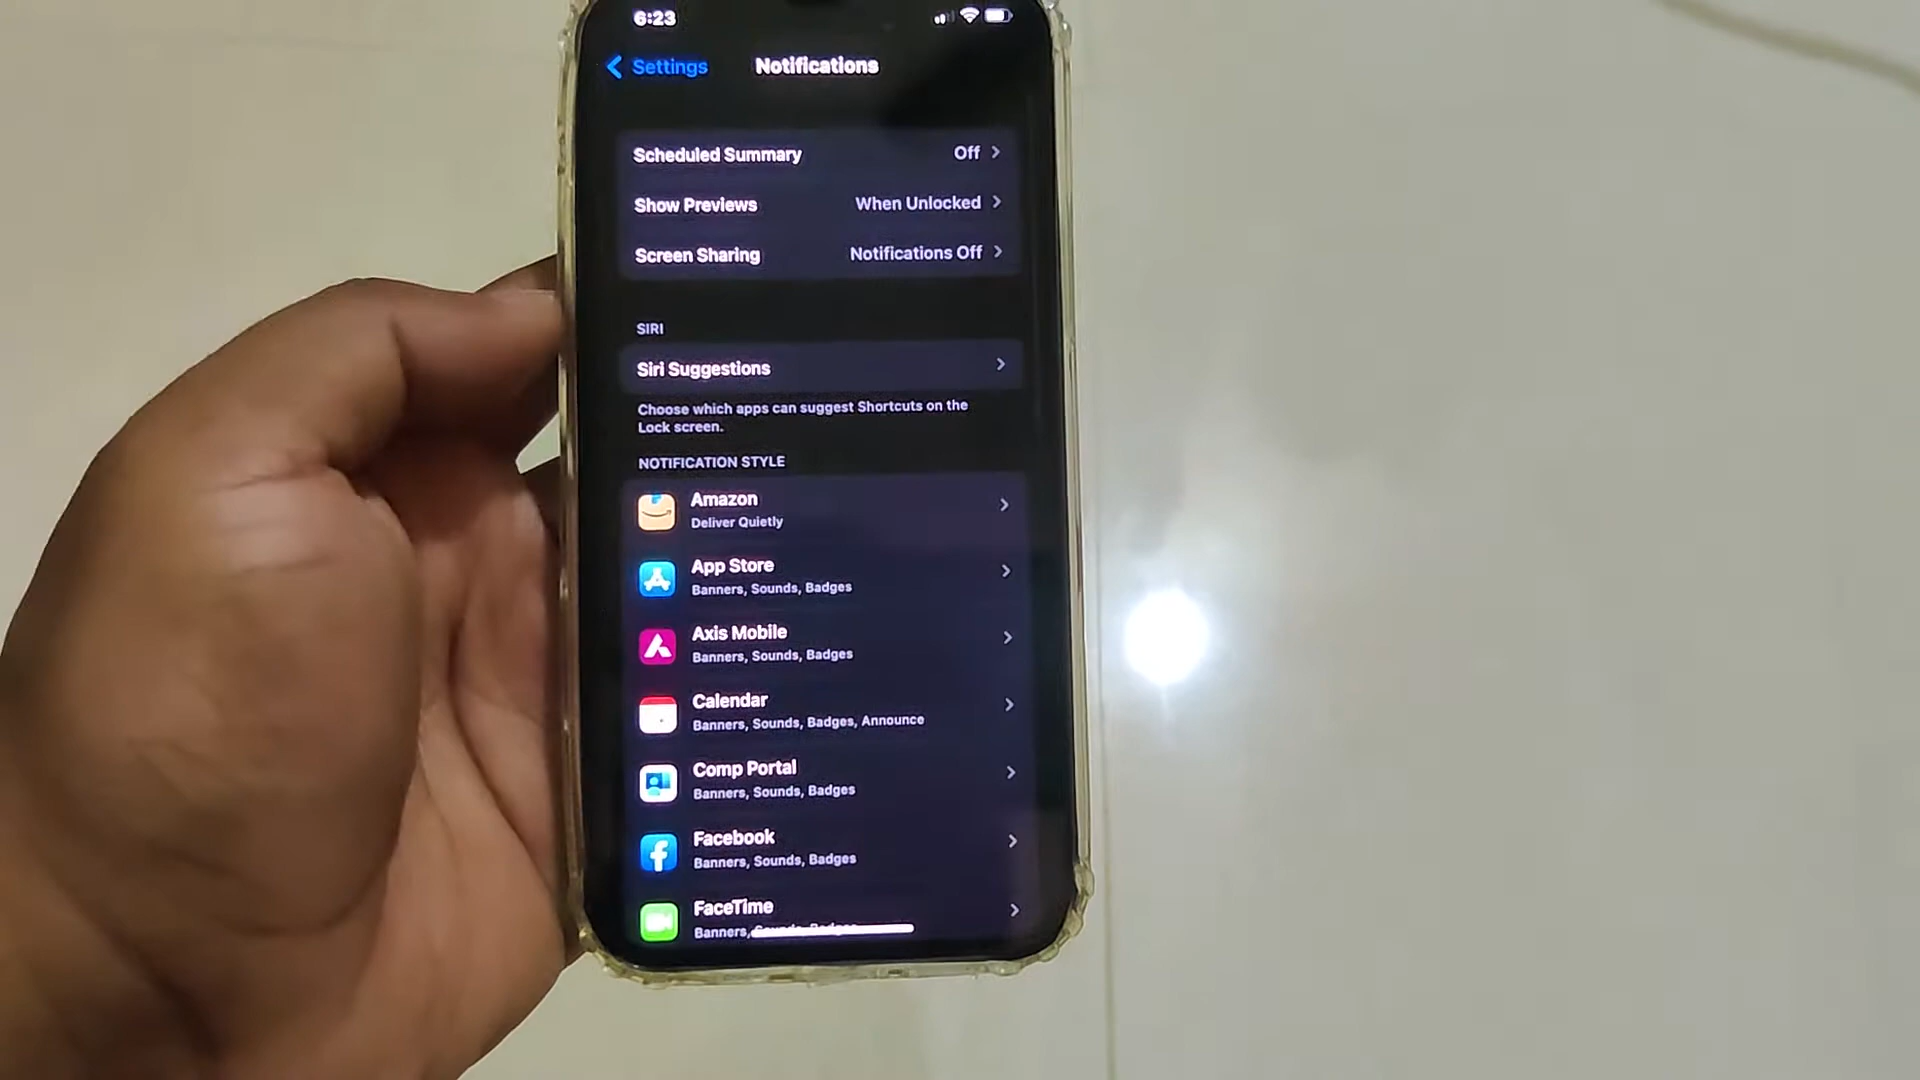 6:23
Settings Notifications
Scheduled Summary Off
Show Previews When Unlocked
Screen Sharing Notifications Off
SIRI
Siri Suggestions
Choose which apps can suggest Shortcuts on the
Lock screen.
NOTIFICATION STYLE
Amazon
Deliver Quietly
App Store
Banners, Sounds, Badges
Axis Mobile
Banners, Sounds, Badges
Calendar
Banners, Sounds, Badges, Announce
Comp Portal
Banners, Sounds, Badges
Facebook
Banners, Sounds, Badges
FaceTime
Banners, Sounds, Badges